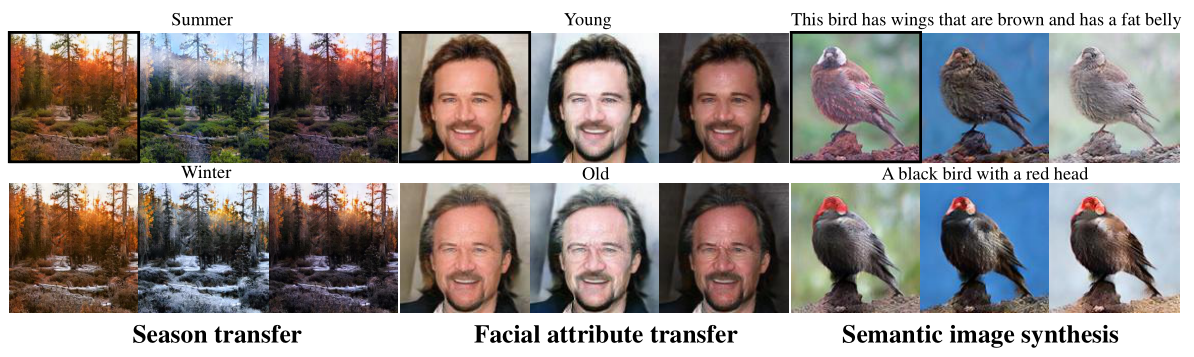 Summer
Young
This bird has wings that are brown and has a fat belly
Winter
Old
A black bird with a red head
Season transfer
Facial attribute transfer
Semantic image synthesis